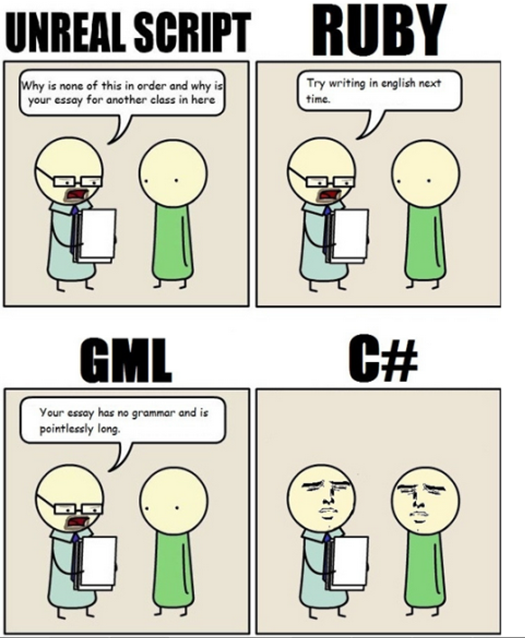 UNREAL SCRIPT
Why is none of this in order and why is
your essay for another class in here
RUBY
Try writing in english next
time.
GML
Your essay has no grammar and is
pointlessly long.
C#